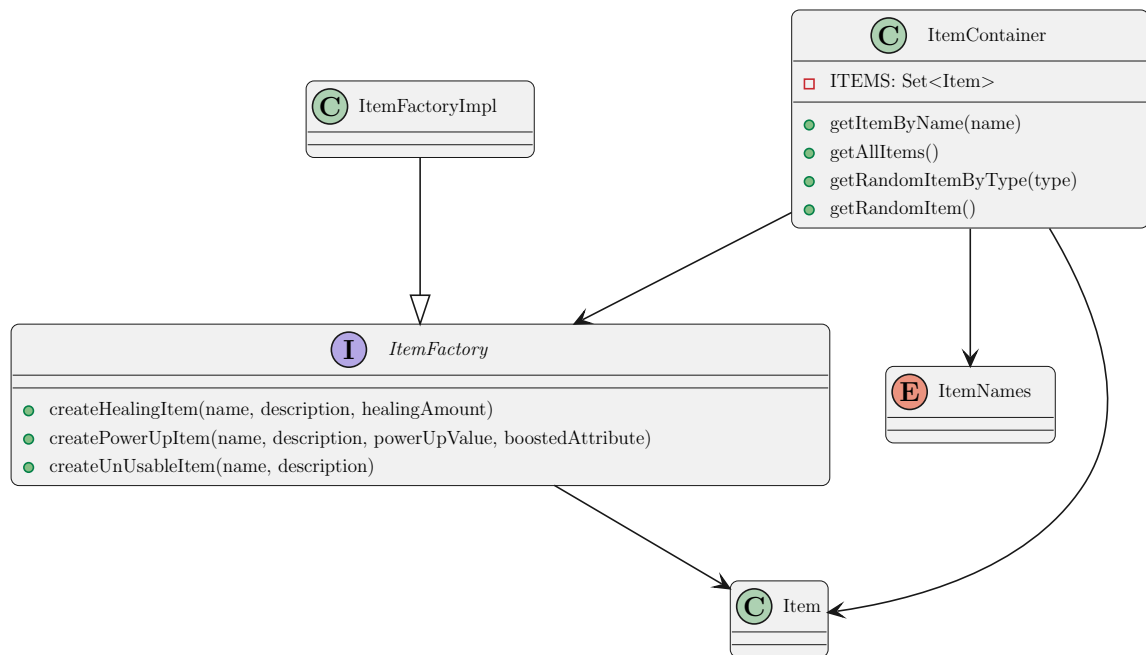 C ItemContainer
ITEMS: Set<Item>
getItemByName(name)
getAllItems()
getRandomItemByType(type)
getRandomItem()
C ItemFactoryImpl
I ItemFactory
createHealingItem(name, description, healingAmount)
createPowerUpItem(name, description, powerUpValue, boostedAttribute)
createUnUsableItem(name, description)
E ItemNames
C Item